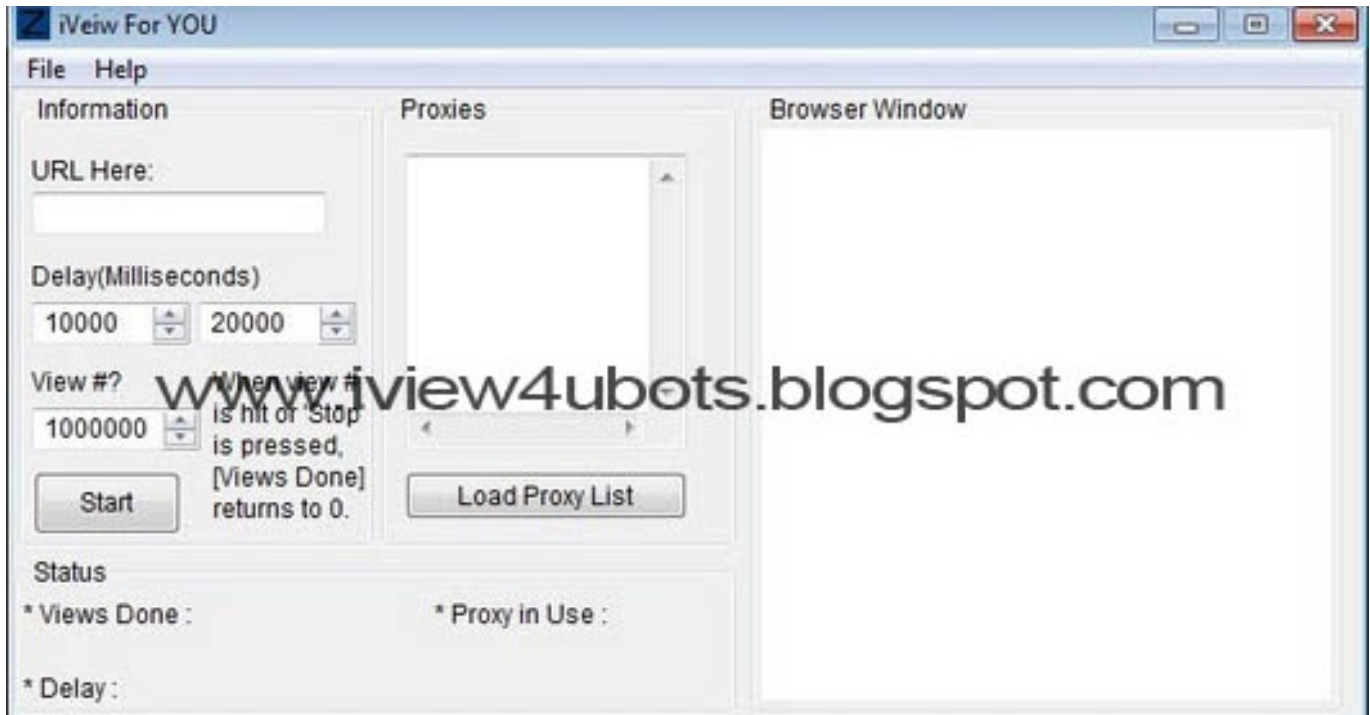 iVeiw For YOU
File Help
Information
URL Here:
Delay(Milliseconds)
10000 20000
View #?
1000000
When view #
is hit or 'Stop'
is pressed,
[Views Done]
returns to 0.
Start
Proxies
Load Proxy List
Browser Window
www.iview4ubots.blogspot.com
Status
* Views Done :
* Proxy in Use :
* Delay :